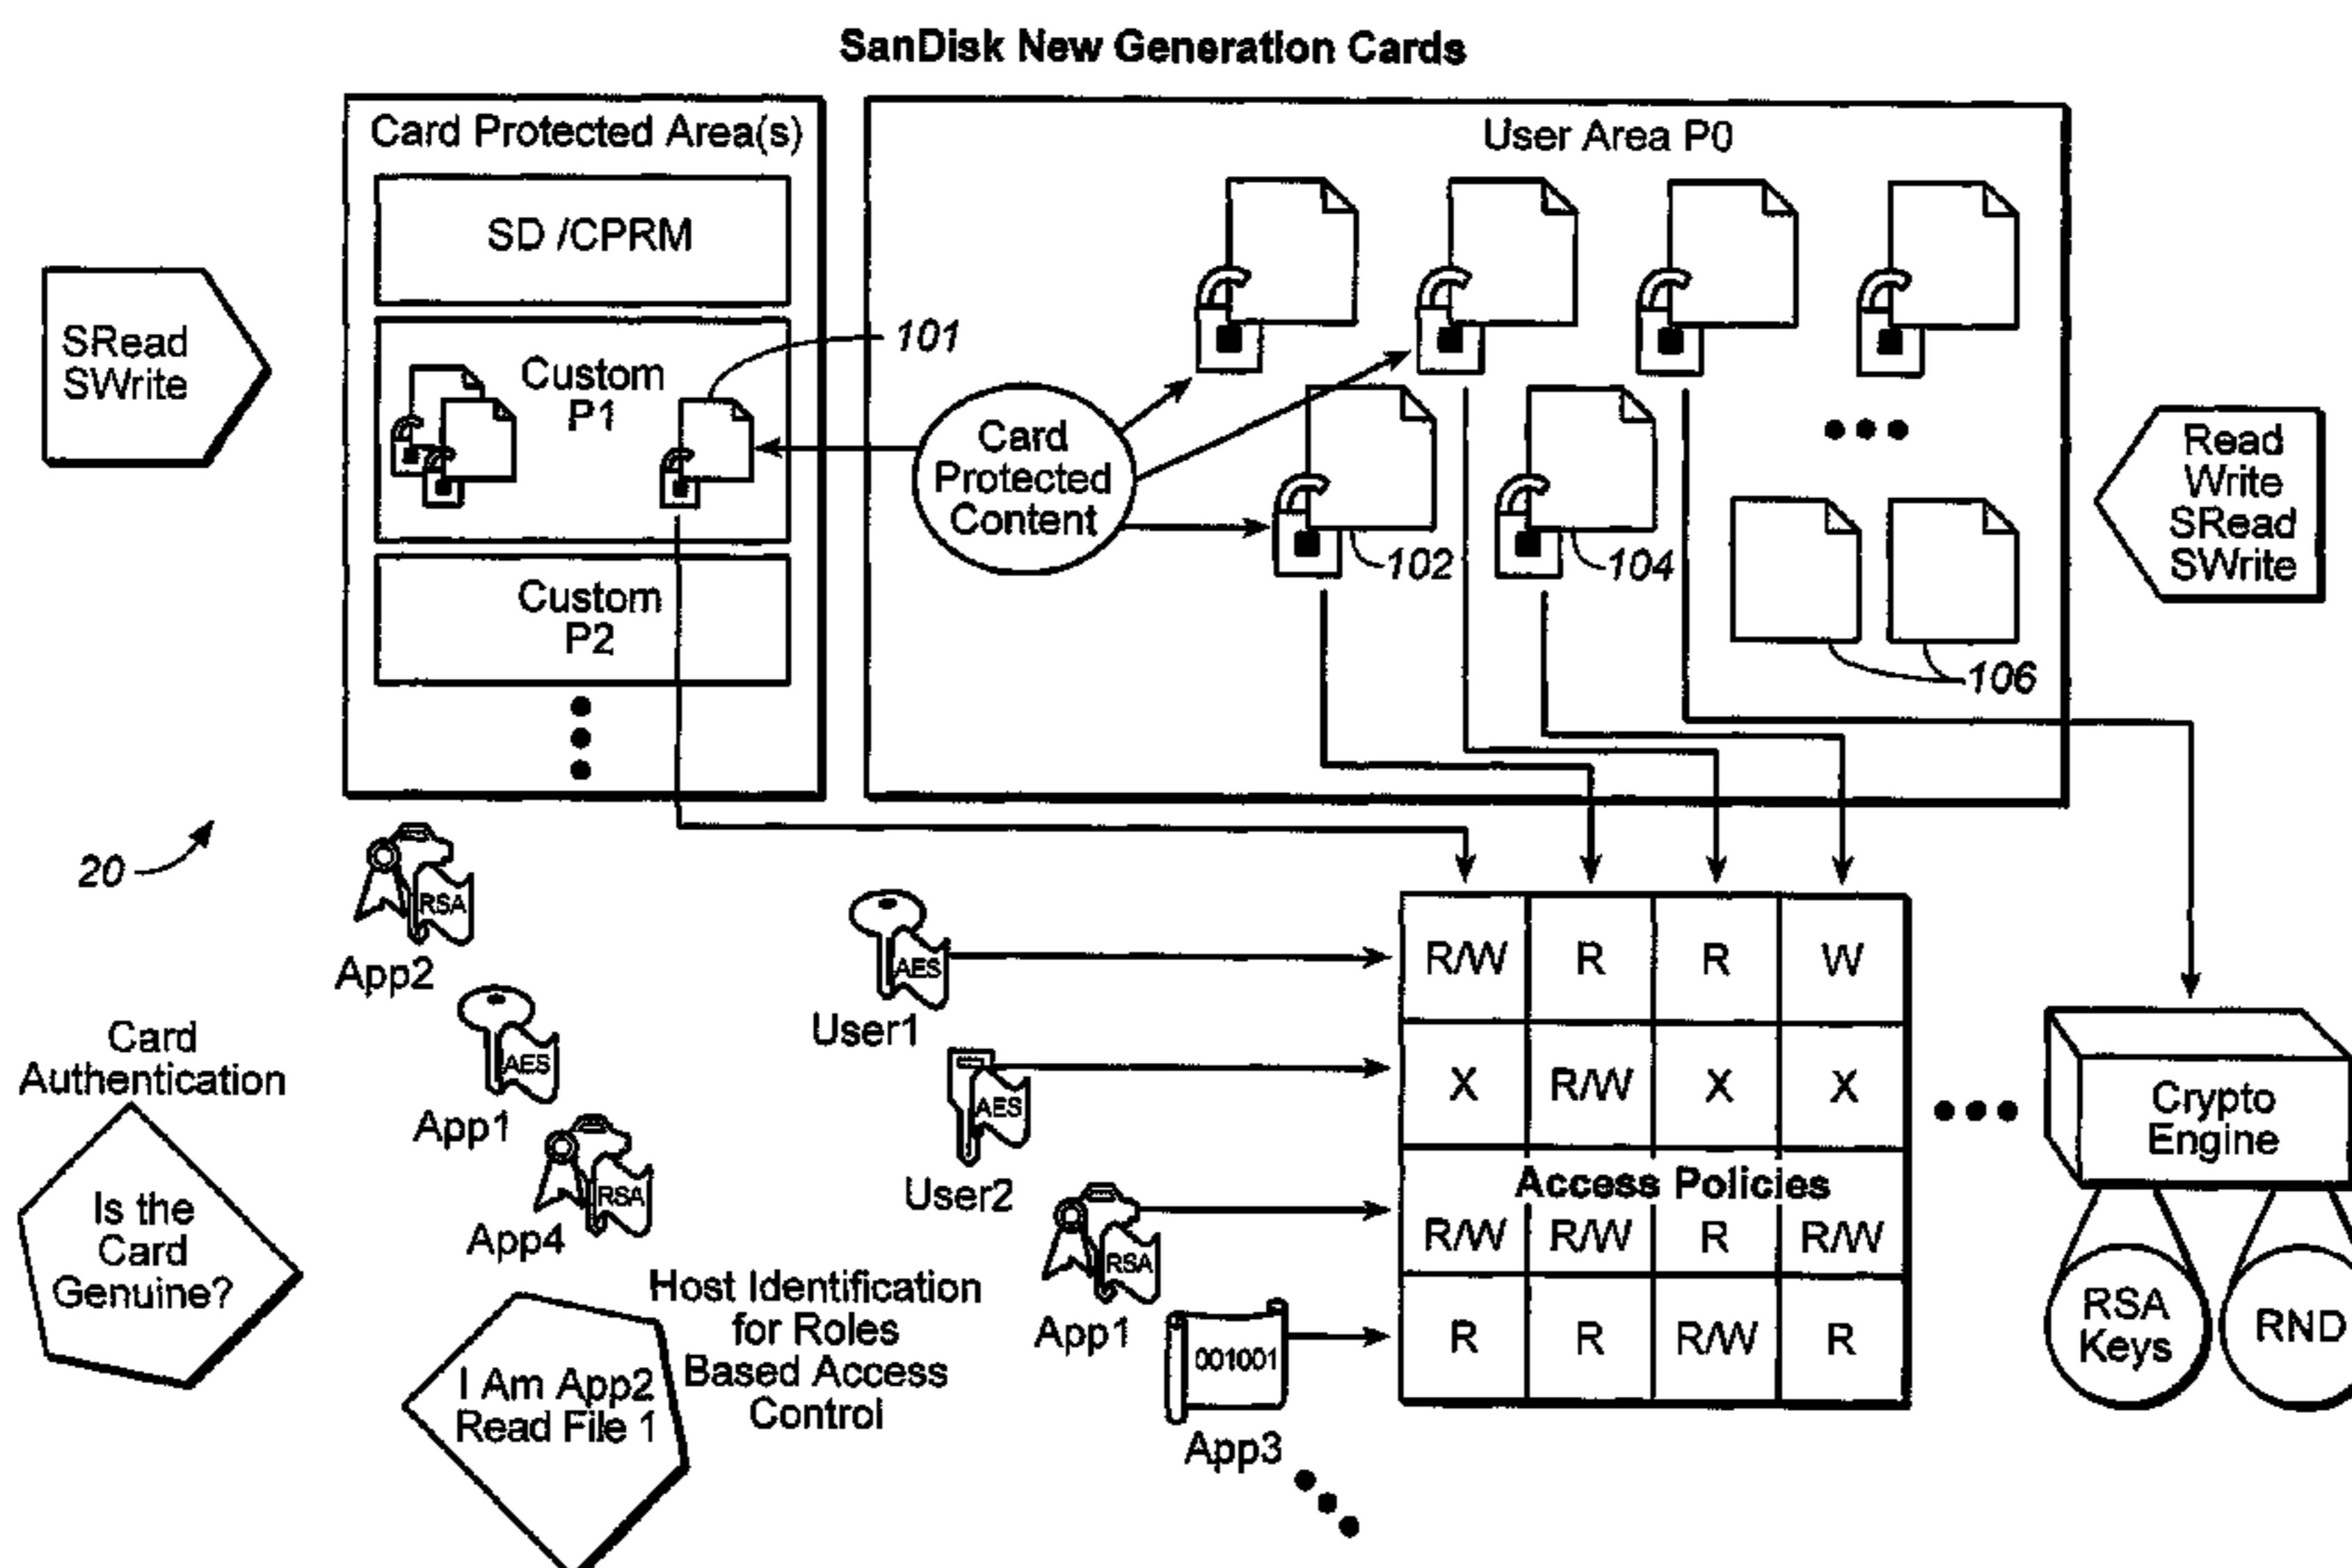 SanDisk New Generation Cards
Card Protected Area(s)
SD /CPRM
Custom
P1
101
Custom
P2
SRead
SWrite
User Area P0
Card
Protected
Content
102
104
106
Read
Write
SRead
SWrite
20
RSA
App2
AES
App1
RSA
App4
Card
Authentication
Is the
Card
Genuine?
I Am App2
Read File 1
Host Identification
for Roles
Based Access
Control
AES
User1
AES
User2
RSA
App1
001001
App3
R/W R R W
X R/W X X
Access Policies
R/W R/W R R/W
R R R/W R
Crypto
Engine
RSA
Keys
RND